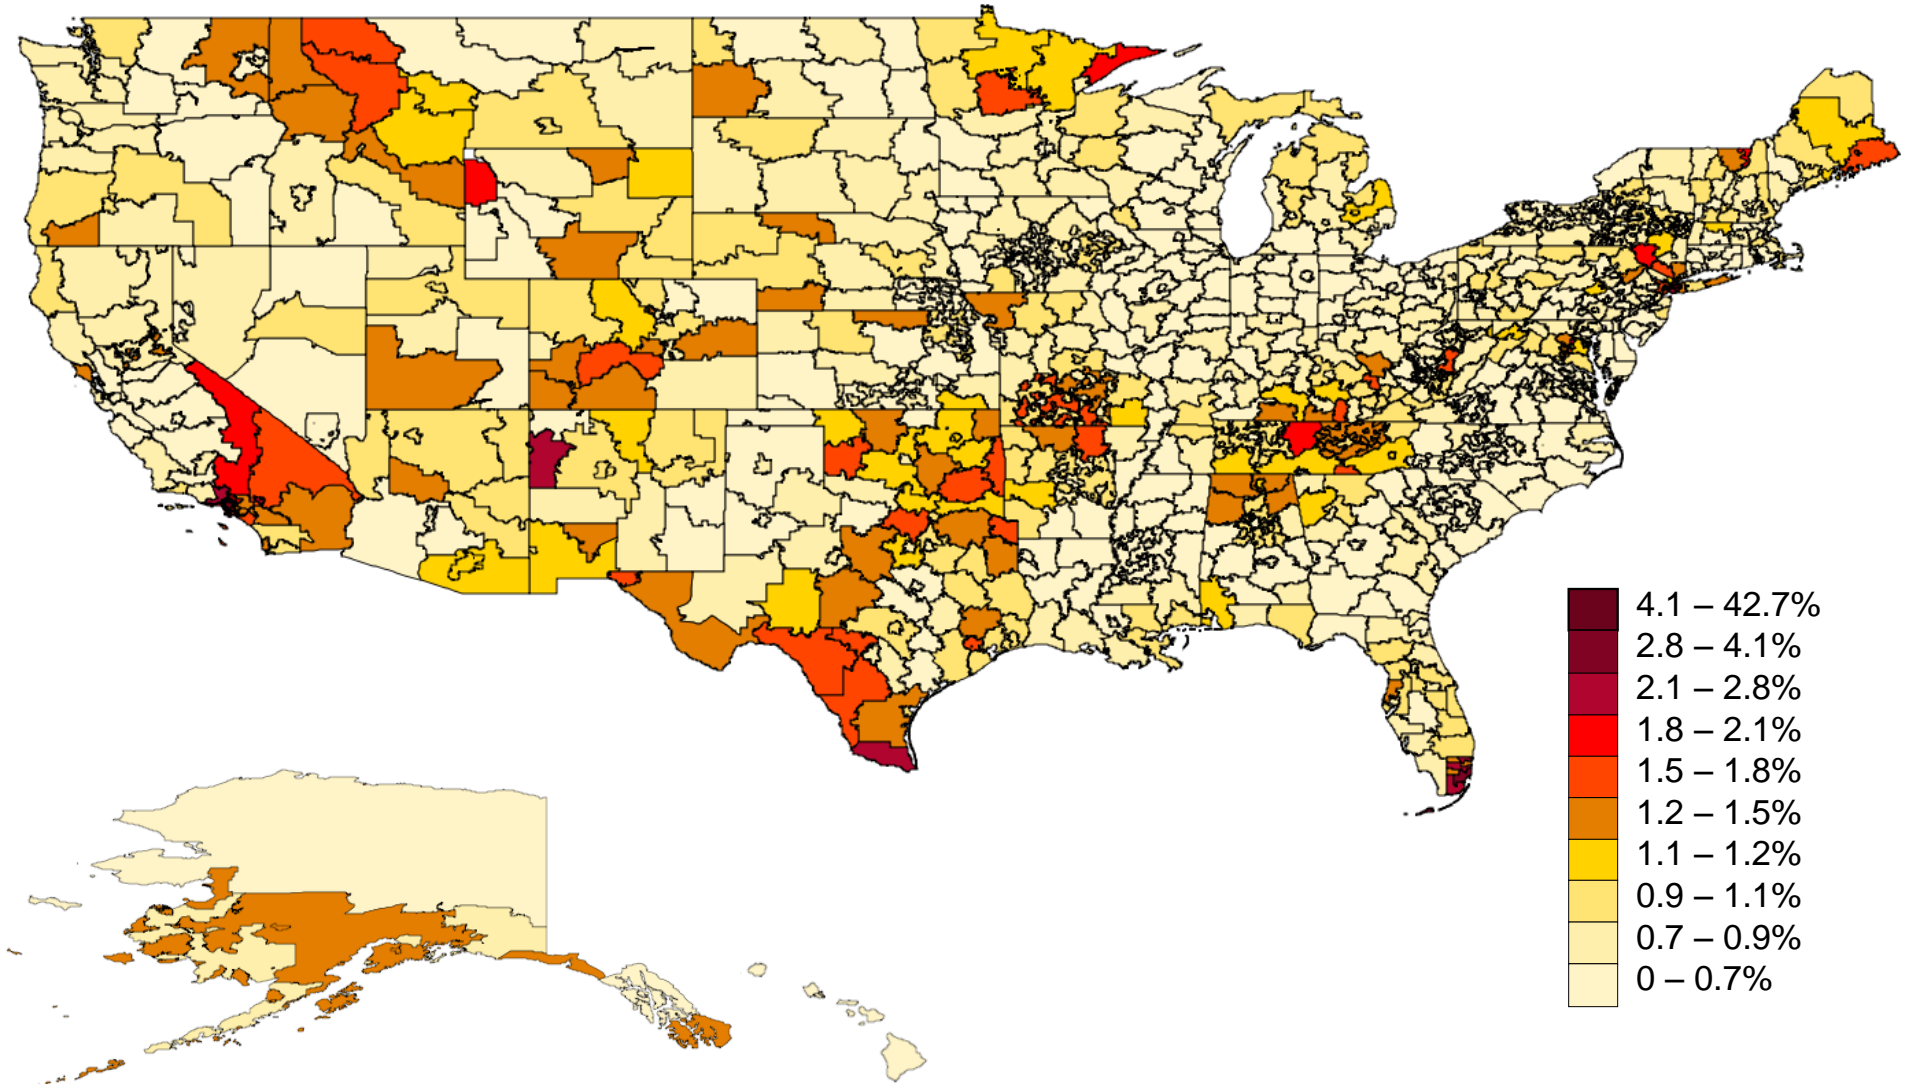 4.1 – 42.7%
2.8 – 4.1%
2.1 – 2.8%
1.8 – 2.1%
1.5 – 1.8%
1.2 – 1.5%
1.1 – 1.2%
0.9 – 1.1%
0.7 – 0.9%
0 – 0.7%